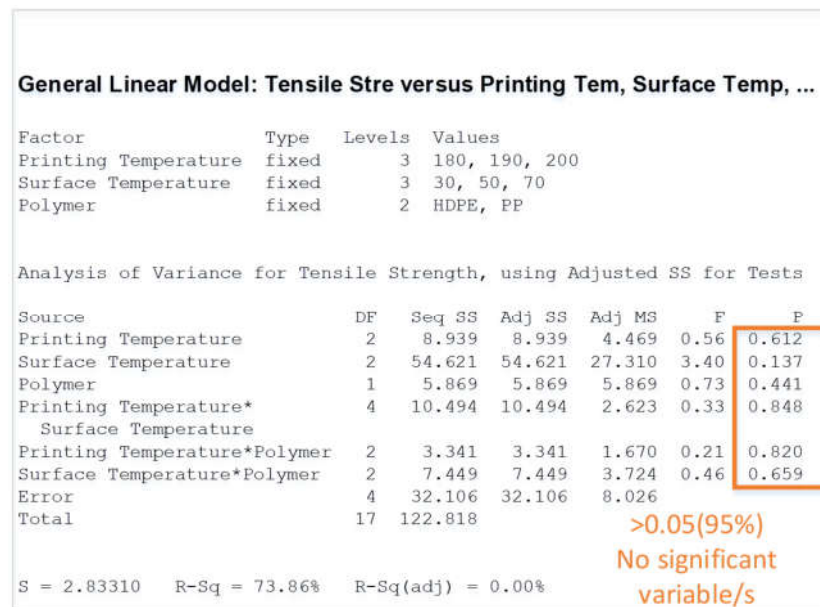 General Linear Model: Tensile Stre versus Printing Tem, Surface Temp, ...
Factor Type Levels Values
Printing Temperature fixed 3 180, 190, 200
Surface Temperature fixed 3 30, 50, 70
Polymer fixed 2 HDPE, PP
Analysis of Variance for Tensile Strength, using Adjusted SS for Tests
Source DF Seq SS Adj SS Adj MS F P
Printing Temperature 2 8.939 8.939 4.469 0.56 0.612
Surface Temperature 2 54.621 54.621 27.310 3.40 0.137
Polymer 1 5.869 5.869 5.869 0.73 0.441
Printing Temperature* 4 10.494 10.494 2.623 0.33 0.848
Surface Temperature
Printing Temperature*Polymer 2 3.341 3.341 1.670 0.21 0.820
Surface Temperature*Polymer 2 7.449 7.449 3.724 0.46 0.659
Error 4 32.106 32.106 8.026
Total 17 122.818
>0.05(95%)
No significant
variable/s
S = 2.83310 R-Sq = 73.86% R-Sq(adj) = 0.00%